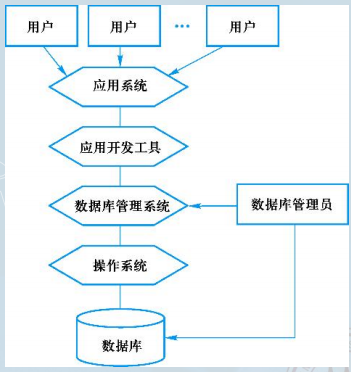 用户
用户
...
用户
应用系统
应用开发工具
数据库管理系统
数据库管理员
操作系统
数据库